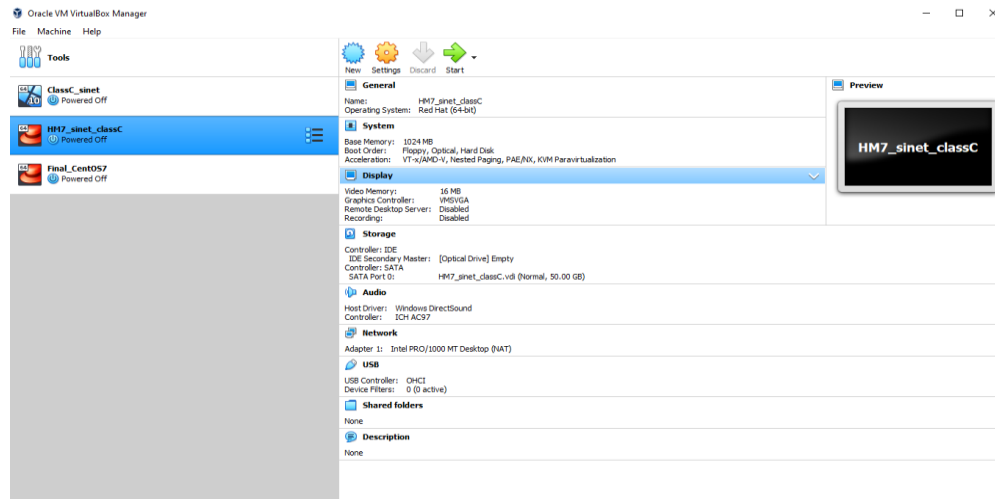 Oracle VM VirtualBox Manager
File Machine Help
Tools
64
10
ClassC_sinet
Powered Off
64
HM7_sinet_classC
Powered Off
64
Final_CentOS7
Powered Off
New Settings Discard Start
General
Name: HM7_sinet_classC
Operating System: Red Hat (64-bit)
System
Base Memory: 1024 MB
Boot Order: Floppy, Optical, Hard Disk
Acceleration: VT-x/AMD-V, Nested Paging, PAE/NX, KVM Paravirtualization
Display
Video Memory: 16 MB
Graphics Controller: VMSVGA
Remote Desktop Server: Disabled
Recording: Disabled
Storage
Controller: IDE
IDE Secondary Master: [Optical Drive] Empty
Controller: SATA
SATA Port 0: HM7_sinet_classC.vdi (Normal, 50.00 GB)
Audio
Host Driver: Windows DirectSound
Controller: ICH AC97
Network
Adapter 1: Intel PRO/1000 MT Desktop (NAT)
USB
USB Controller: OHCI
Device Filters: 0 (0 active)
Shared folders
None
Description
None
Preview
HM7_sinet_classC